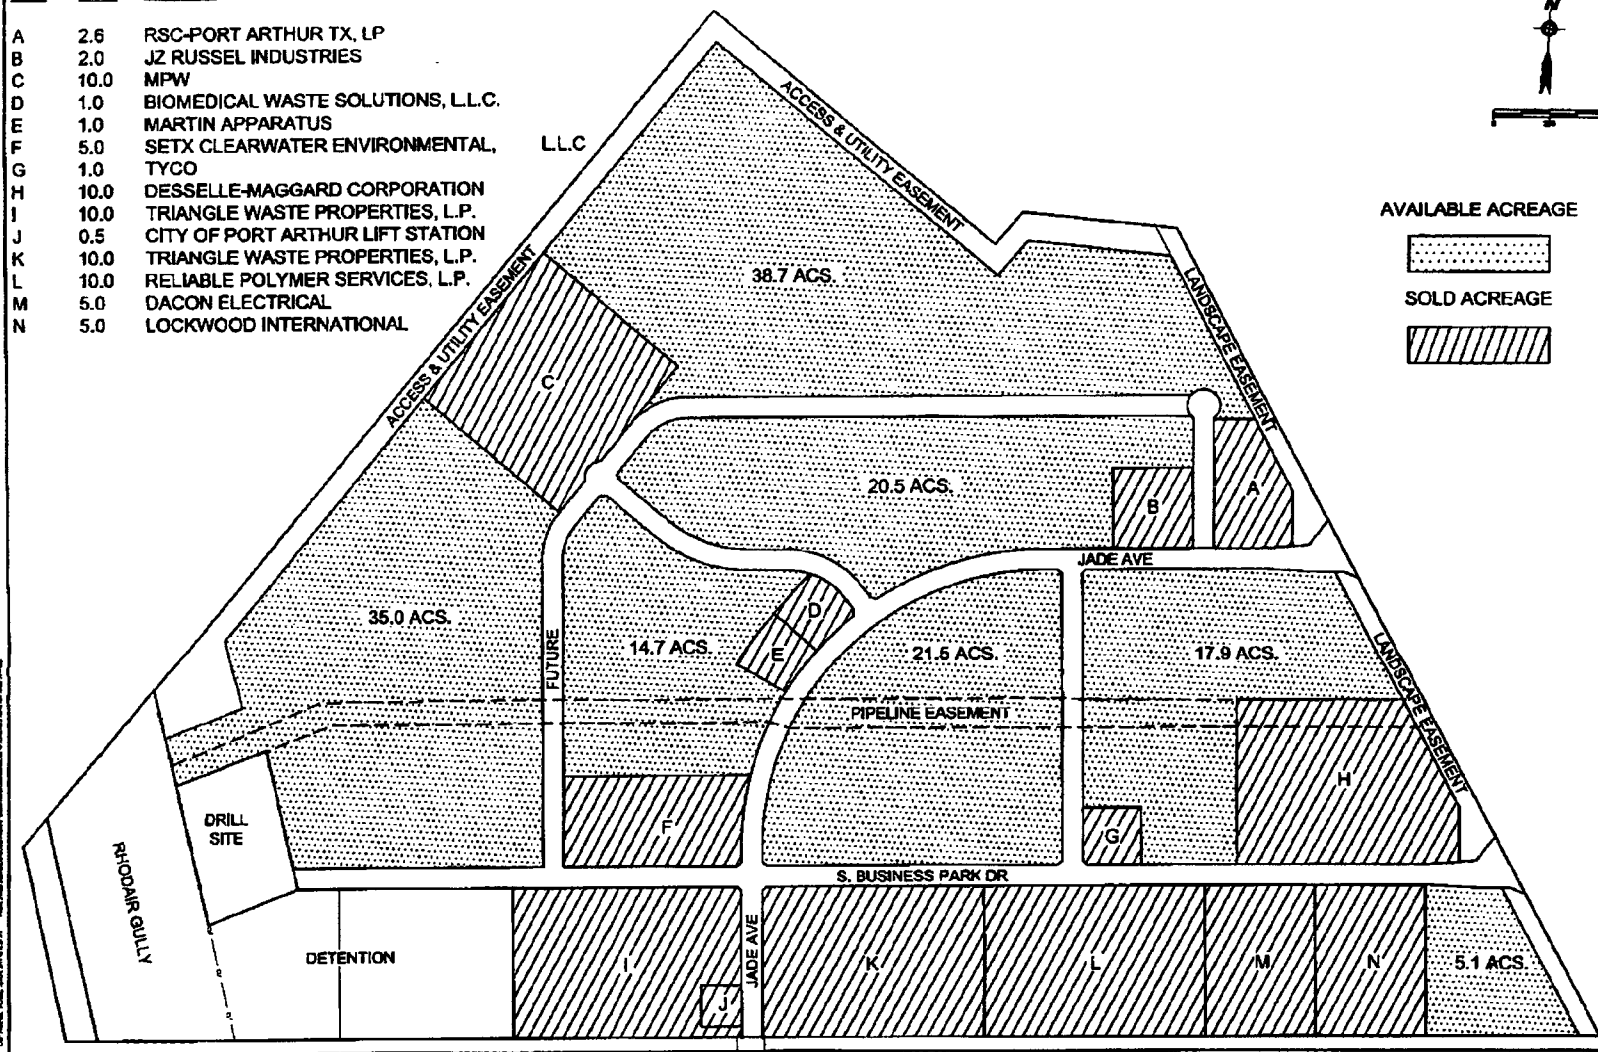 A 2.6 RSC-PORT ARTHUR TX, LP
B 2.0 JZ RUSSEL INDUSTRIES
C 10.0 MPW
D 1.0 BIOMEDICAL WASTE SOLUTIONS, L.L.C.
E 1.0 MARTIN APPARATUS
F 5.0 SETX CLEARWATER ENVIRONMENTAL, L.L.C
G 1.0 TYCO
H 10.0 DESSELLE-MAGGARD CORPORATION
I 10.0 TRIANGLE WASTE PROPERTIES, L.P.
J 0.5 CITY OF PORT ARTHUR LIFT STATION
K 10.0 TRIANGLE WASTE PROPERTIES, L.P.
L 10.0 RELIABLE POLYMER SERVICES, L.P.
M 5.0 DACON ELECTRICAL
N 5.0 LOCKWOOD INTERNATIONAL
N
AVAILABLE ACREAGE
SOLD ACREAGE
ACCESS & UTILITY EASEMENT
ACCESS & UTILITY EASEMENT
LANDSCAPE EASEMENT
38.7 ACS.
C
20.5 ACS.
B
A
JADE AVE
35.0 ACS.
FUTURE
14.7 ACS.
D
E
21.5 ACS.
17.9 ACS.
LANDSCAPE EASEMENT
PIPELINE EASEMENT
H
DRILL
SITE
F
G
S. BUSINESS PARK DR
RHODAIR GULLY
DETENTION
I
J
JADE AVE
K
L
M
N
5.1 ACS.